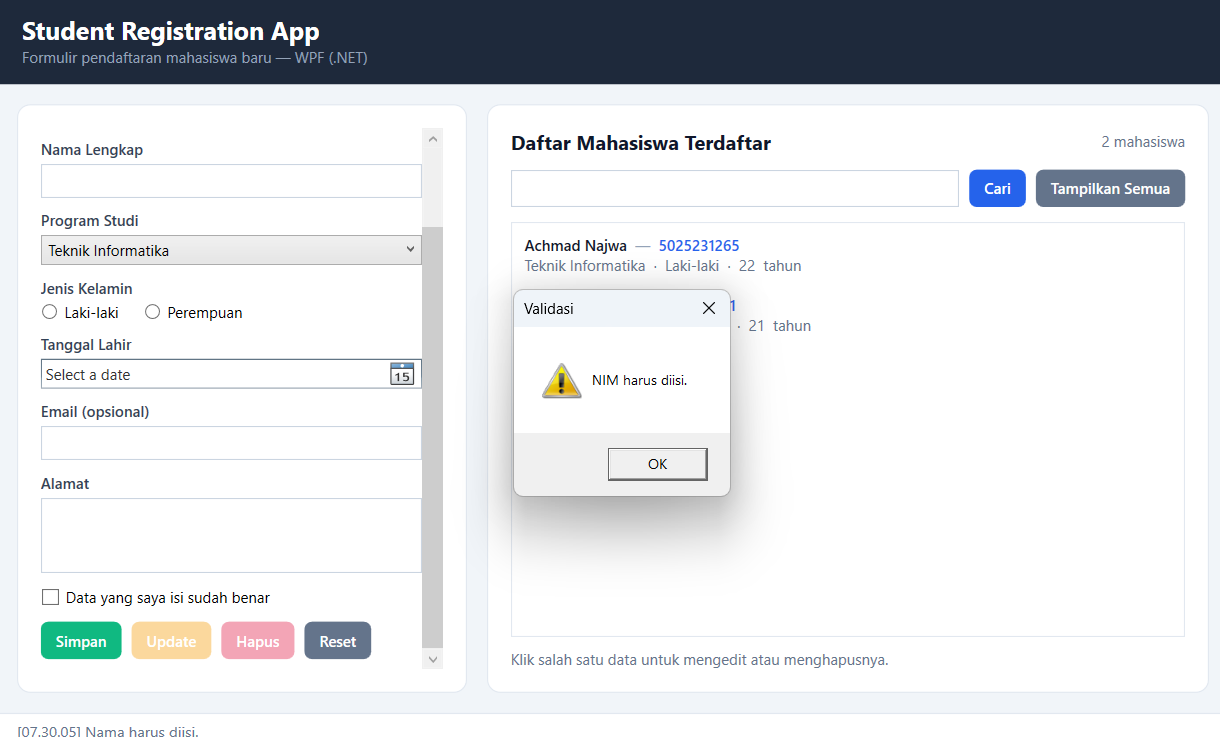 Student Registration App
Formulir pendaftaran mahasiswa baru — WPF (.NET)
Nama Lengkap
Program Studi
Teknik Informatika
Jenis Kelamin
Laki-laki Perempuan
Tanggal Lahir
Select a date 15
Email (opsional)
Alamat
Data yang saya isi sudah benar
Simpan Update Hapus Reset
Daftar Mahasiswa Terdaftar 2 mahasiswa
Cari Tampilkan Semua
Achmad Najwa — 5025231265
Teknik Informatika · Laki-laki · 22 tahun
1
· 21 tahun
Validasi
NIM harus diisi.
OK
Klik salah satu data untuk mengedit atau menghapusnya.
[07.30.05] Nama harus diisi.